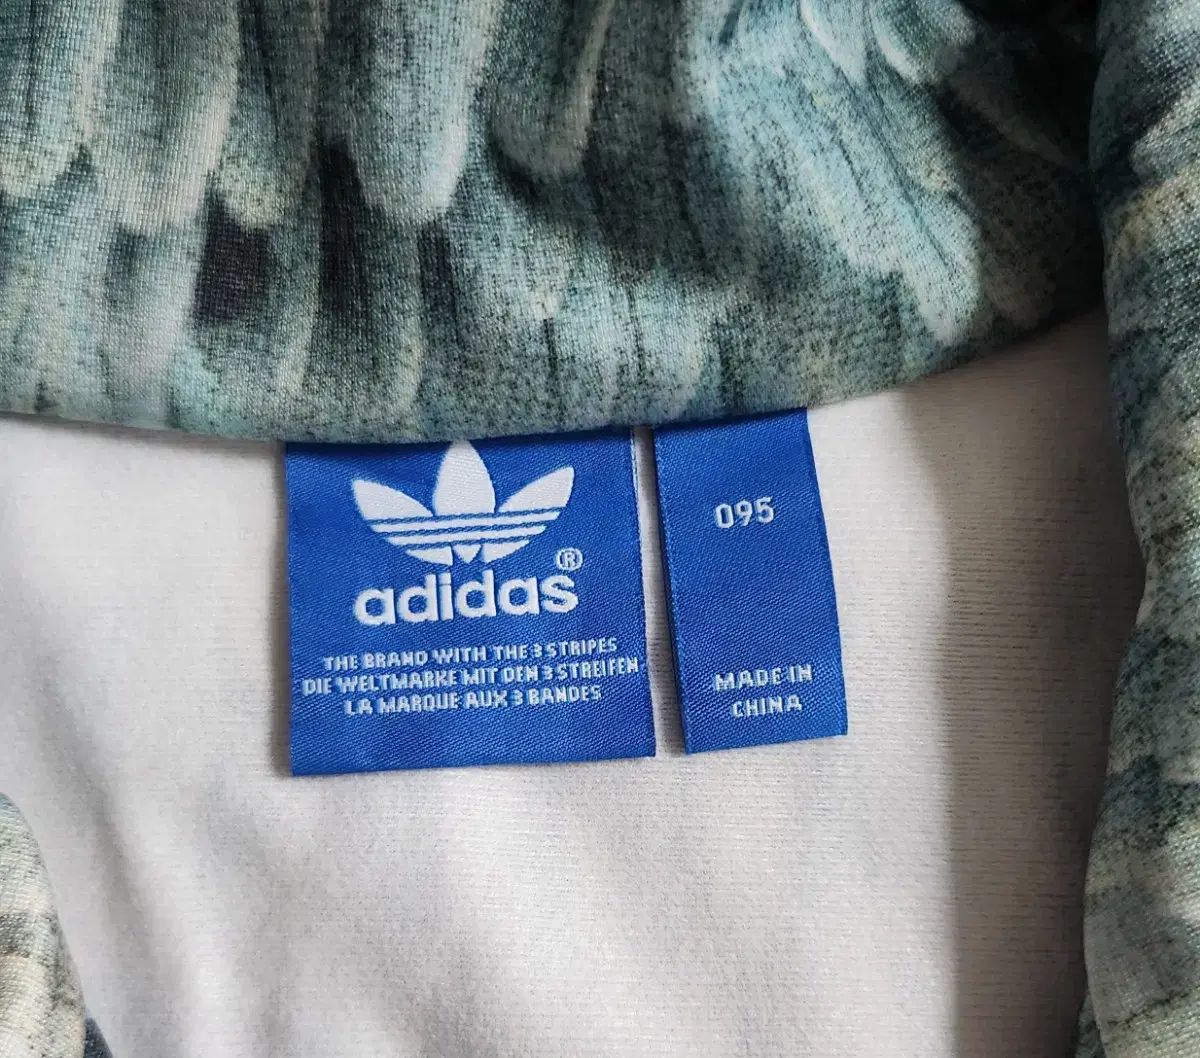 adidas®
THE BRAND WITH THE 3 STRIPES
DIE WELTMARKE MIT DEN 3 STREIFEN
LA MARQUE AUX 3 BANDES
095
MADE IN
CHINA